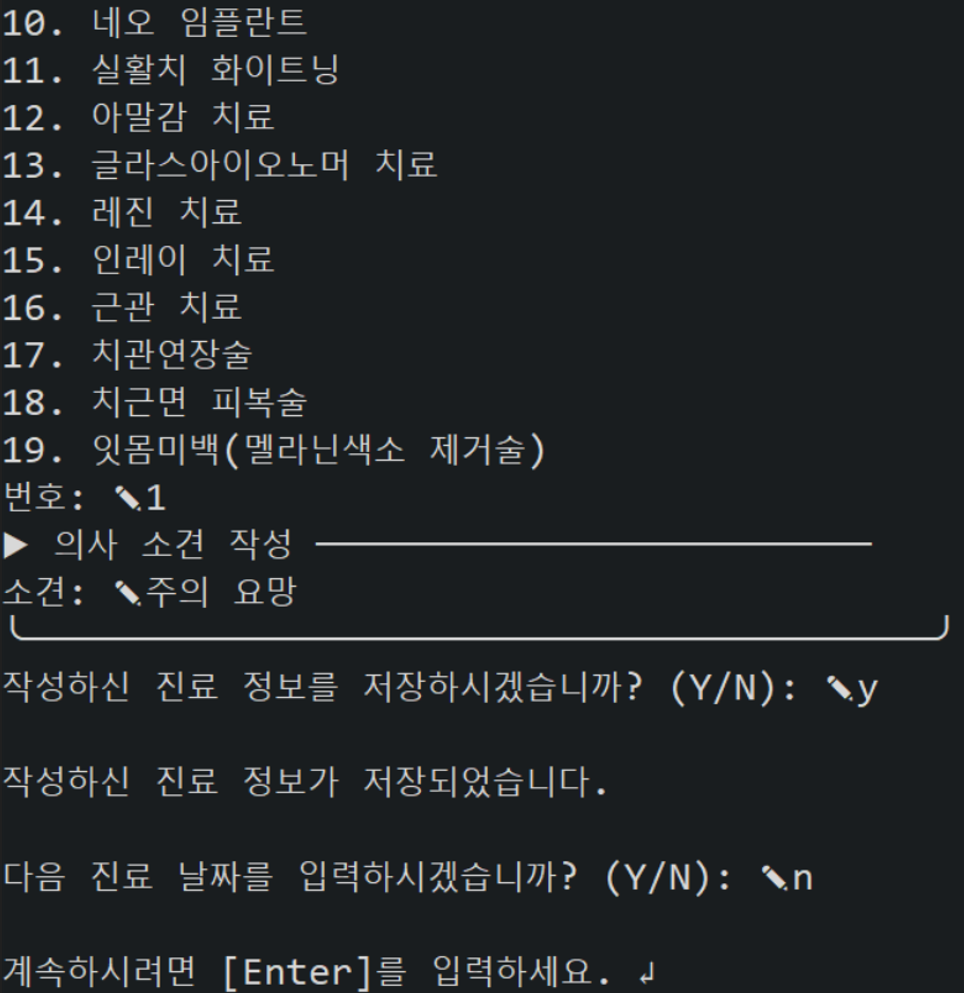 10. 네오 임플란트
11. 실활치 화이트닝
12. 아말감 치료
13. 글라스아이오노머 치료
14. 레진 치료
15. 인레이 치료
16. 근관 치료
17. 치관연장술
18. 치근면 피복술
19. 잇몸미백(멜라닌색소 제거술)
번호: ✎1
▶ 의사 소견 작성
소견: ✎주의 요망
작성하신 진료 정보를 저장하시겠습니까? (Y/N): ✎y
작성하신 진료 정보가 저장되었습니다.
다음 진료 날짜를 입력하시겠습니까? (Y/N): ✎n
계속하시려면 [Enter]를 입력하세요. ↲